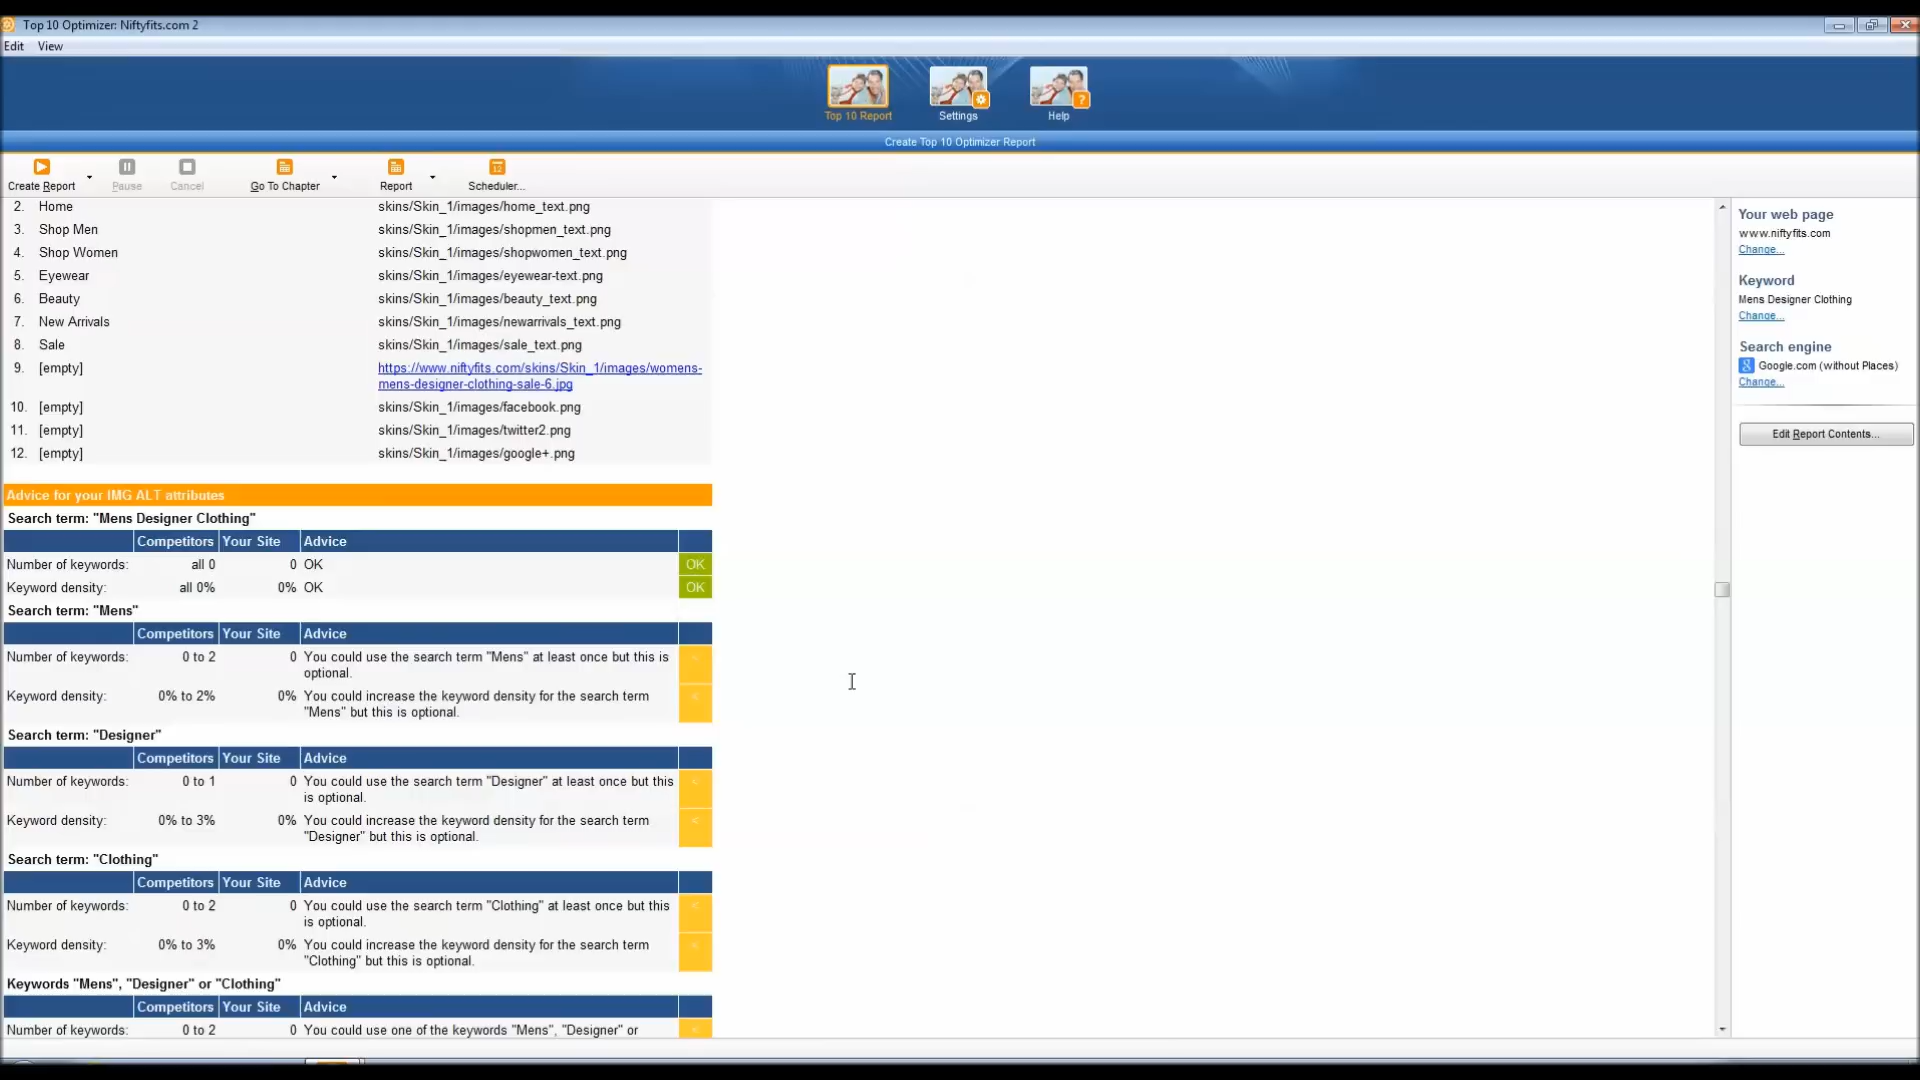 Top 10 Optimizer: Niftyfits.com 2
Edit View
Top 10 Report Settings Help
Create Top 10 Optimizer Report
Create Report Pause Cancel Go To Chapter Report Scheduler...
2. Home skins/Skin_1/images/home_text.png
3. Shop Men skins/Skin_1/images/shopmen_text.png
4. Shop Women skins/Skin_1/images/shopwomen_text.png
5. Eyewear skins/Skin_1/images/eyewear-text.png
6. Beauty skins/Skin_1/images/beauty_text.png
7. New Arrivals skins/Skin_1/images/newarrivals_text.png
8. Sale skins/Skin_1/images/sale_text.png
9. [empty] https://www.niftyfits.com/skins/Skin_1/images/womens-
mens-designer-clothing-sale-6.jpg
10. [empty] skins/Skin_1/images/facebook.png
11. [empty] skins/Skin_1/images/twitter2.png
12. [empty] skins/Skin_1/images/google+.png
Advice for your IMG ALT attributes
Search term: "Mens Designer Clothing"
Competitors Your Site Advice
Number of keywords: all 0 0 OK OK
Keyword density: all 0% 0% OK OK
Search term: "Mens"
Competitors Your Site Advice
Number of keywords: 0 to 2 0 You could use the search term "Mens" at least once but this is <
optional.
Keyword density: 0% to 2% 0% You could increase the keyword density for the search term <
"Mens" but this is optional.
Search term: "Designer"
Competitors Your Site Advice
Number of keywords: 0 to 1 0 You could use the search term "Designer" at least once but this <
is optional.
Keyword density: 0% to 3% 0% You could increase the keyword density for the search term <
"Designer" but this is optional.
Search term: "Clothing"
Competitors Your Site Advice
Number of keywords: 0 to 2 0 You could use the search term "Clothing" at least once but this <
is optional.
Keyword density: 0% to 3% 0% You could increase the keyword density for the search term <
"Clothing" but this is optional.
Keywords "Mens", "Designer" or "Clothing"
Competitors Your Site Advice
Number of keywords: 0 to 2 0 You could use one of the keywords "Mens", "Designer" or <
Your web page
www.niftyfits.com
Change...
Keyword
Mens Designer Clothing
Change...
Search engine
Google.com (without Places)
Change...
Edit Report Contents...